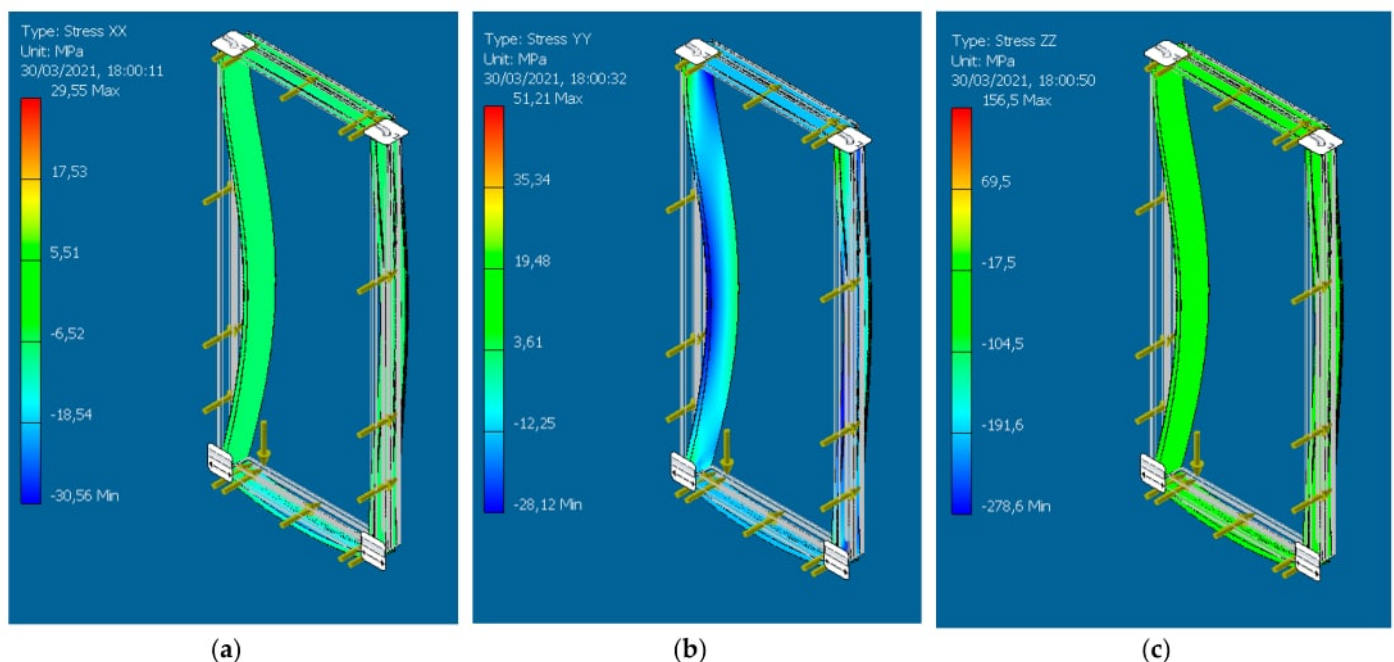 Type: Stress XX
Unit: MPa
30/03/2021, 18:00:11
29,55 Max
17,53
5,51
-6,52
-18,54
-30,56 Min
(a)
Type: Stress YY
Unit: MPa
30/03/2021, 18:00:32
51,21 Max
35,34
19,48
3,61
-12,25
-28,12 Min
(b)
Type: Stress ZZ
Unit: MPa
30/03/2021, 18:00:50
156,5 Max
69,5
-17,5
-104,5
-191,6
-278,6 Min
(c)